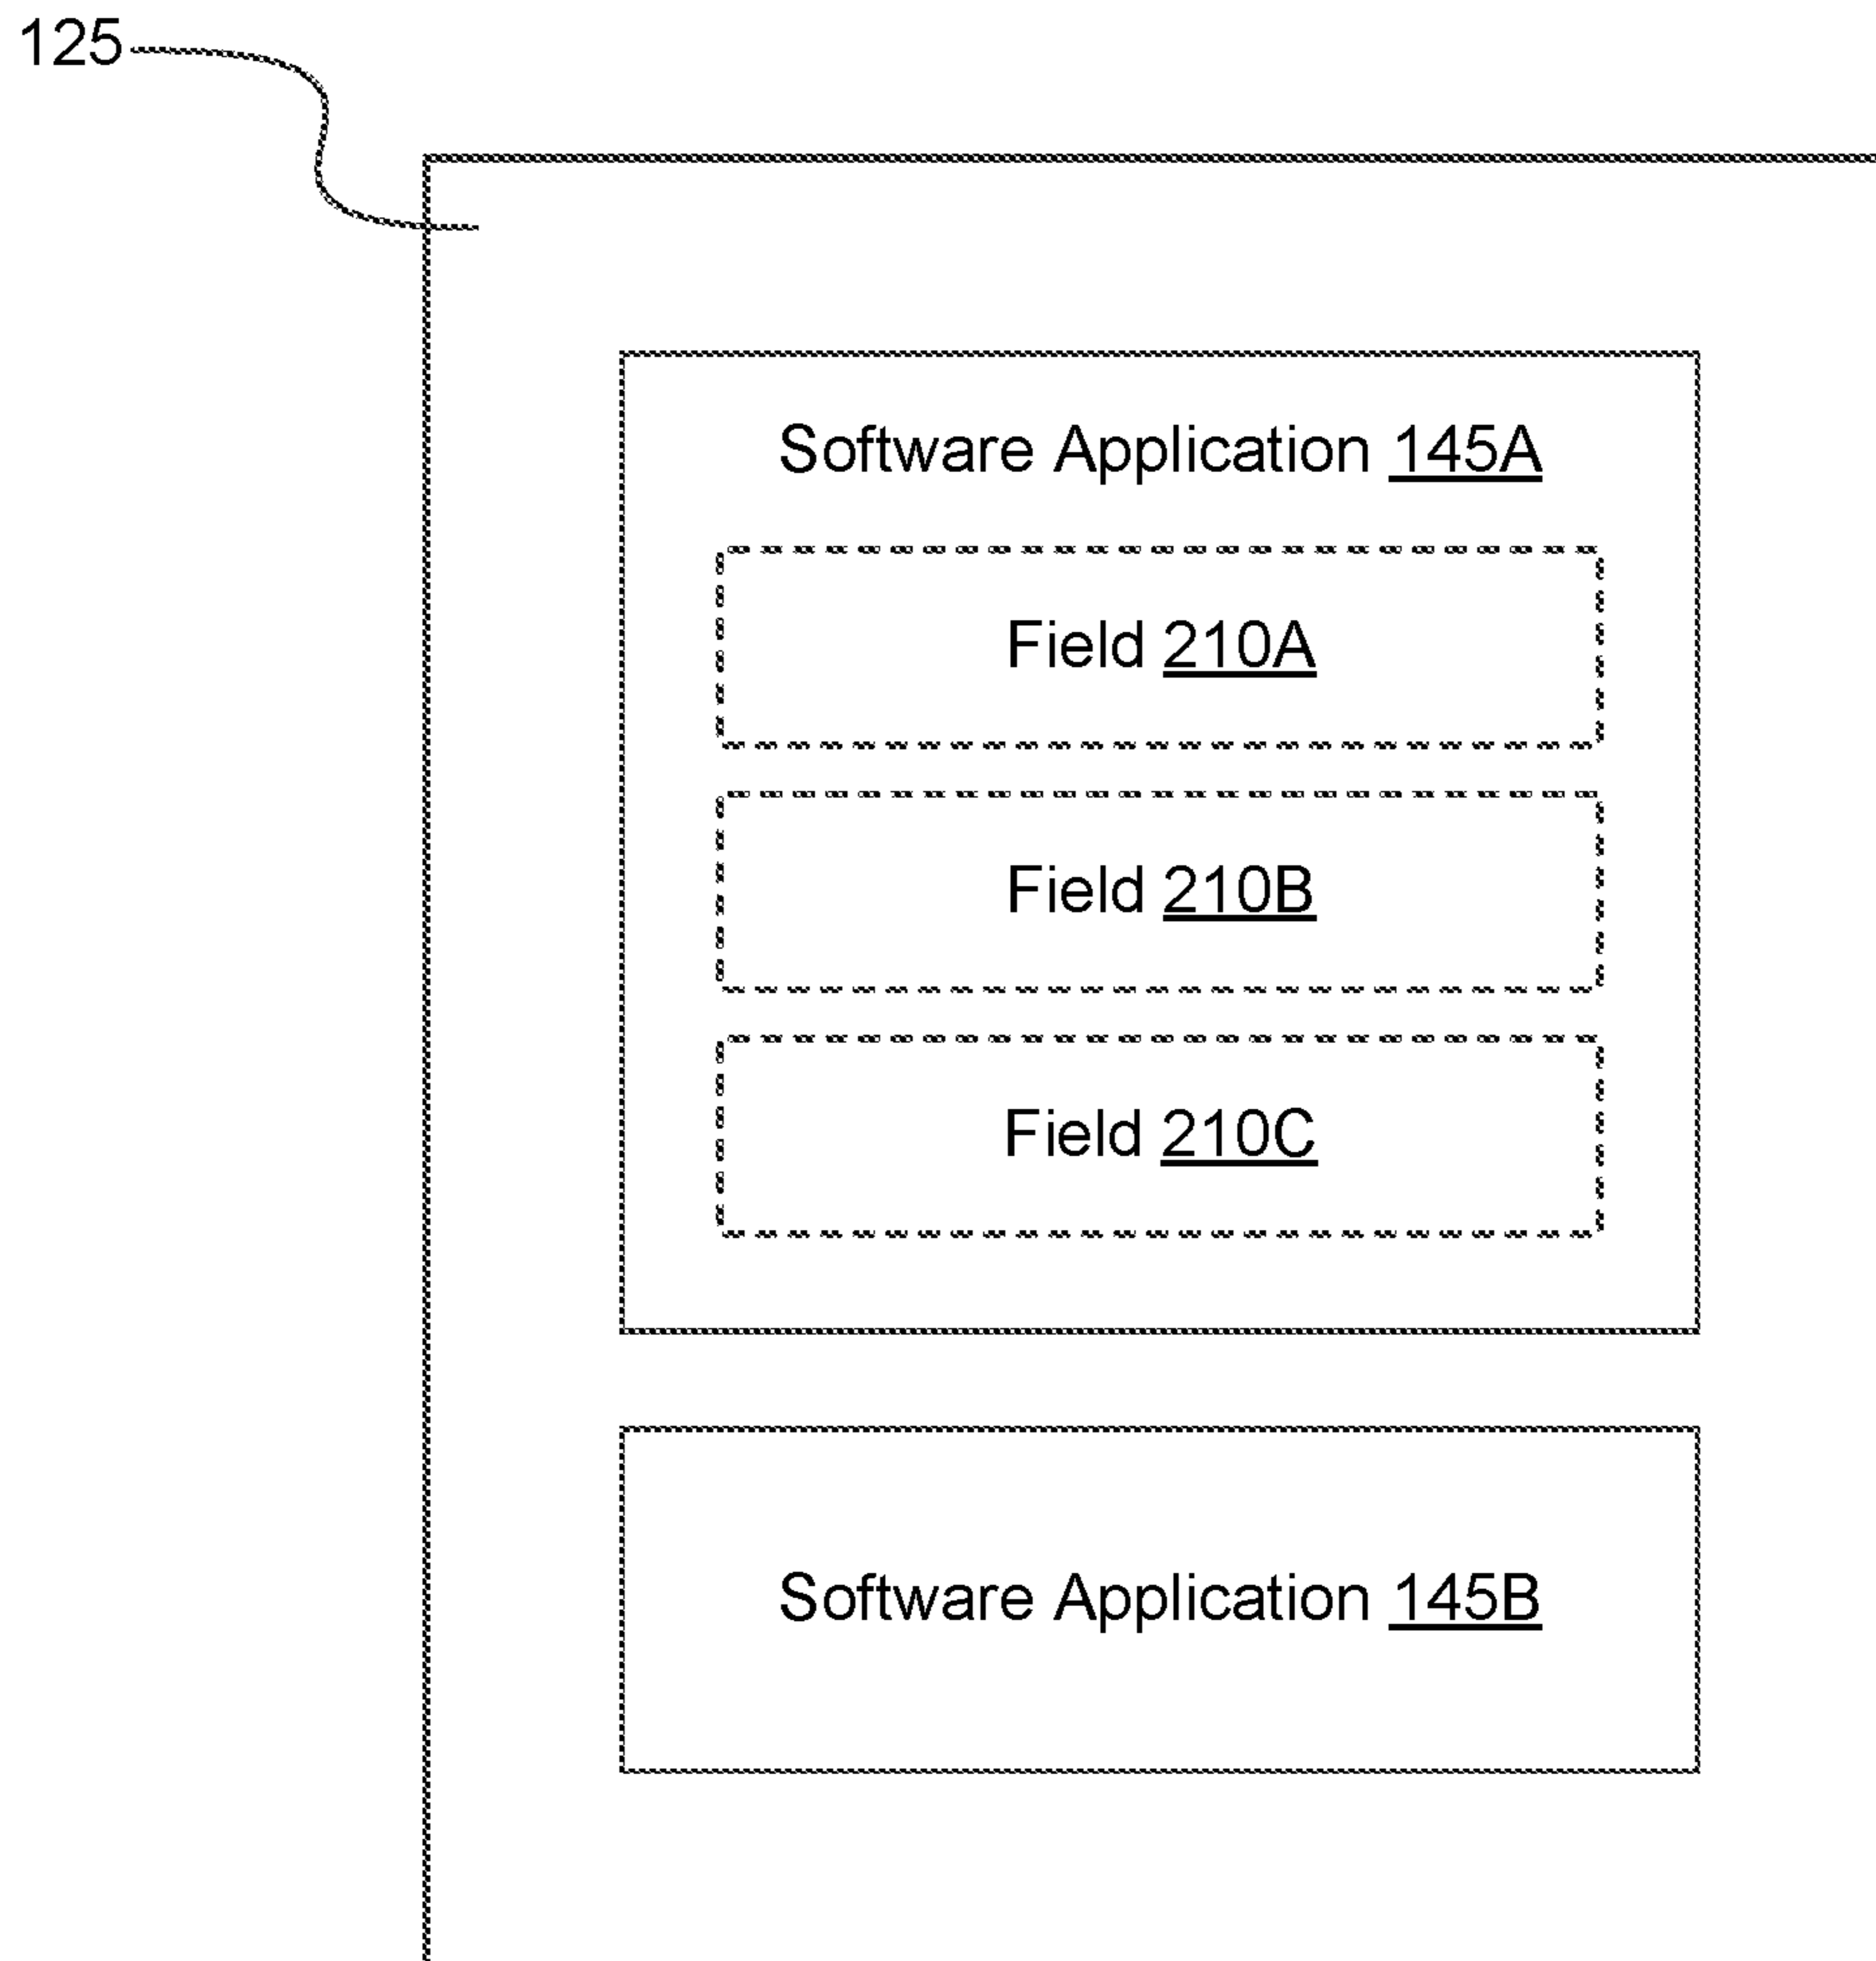 125
Software Application 145A
Field 210A
Field 210B
Field 210C
Software Application 145B